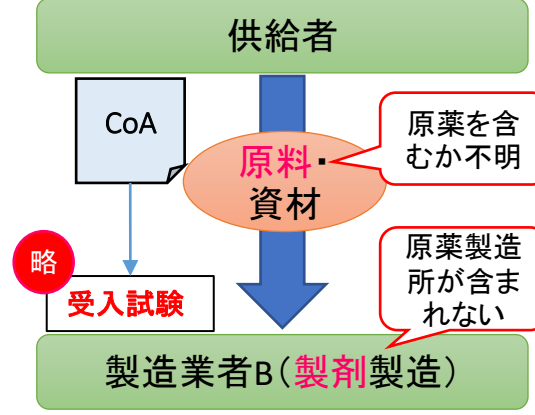 供給者
CoA
原薬を含
むか不明
原料・
資材
原薬製造
所が含ま
れない
略
受入試験
製造業者B(製剤製造)